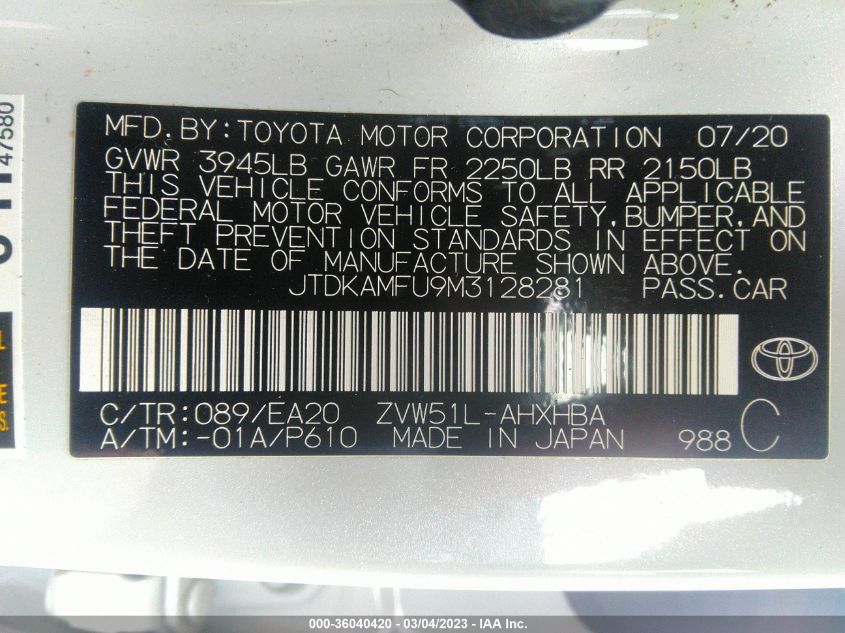 MFD.BY:TOYOTA MOTOR CORPORATION 07/20
GVWR 3945LB GAWR FR 2250LB RR 2150LB
THIS VEHICLE CONFORMS TO ALL APPLICABLE
FEDERAL MOTOR VEHICLE SAFETY,BUMPER,AND
THEFT PREVENTION STANDARDS IN EFFECT ON
THE DATE OF MANUFACTURE SHOWN ABOVE.
JTDKAMFU9M3128281 PASS.CAR
C/TR:089/EA20 ZVW51L-AHXHBA
A/TM:-01A/P610 MADE IN JAPAN 988 C
47580
000-36040420 - 03/04/2023 - IAA Inc.